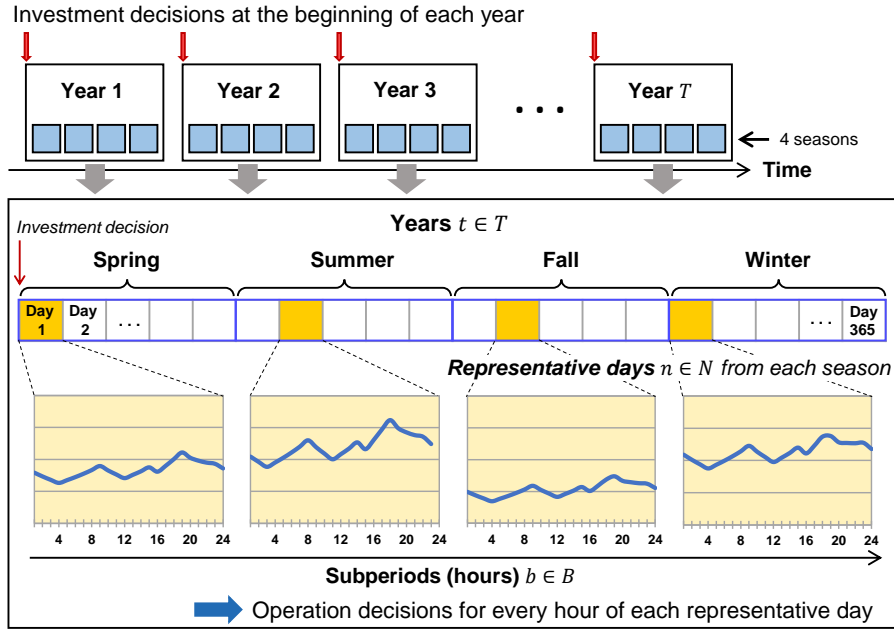 Investment decisions at the beginning of each year
Year 1
Year 2
Year 3
. . .
Year T
4 seasons
Time
Investment decision
Years t ∈ T
Spring
Summer
Fall
Winter
Day 1
Day 2
. . .
. . .
Day 365
Representative days n ∈ N from each season
4 8 12 16 20 24
4 8 12 16 20 24
4 8 12 16 20 24
4 8 12 16 20 24
Subperiods (hours) b ∈ B
Operation decisions for every hour of each representative day